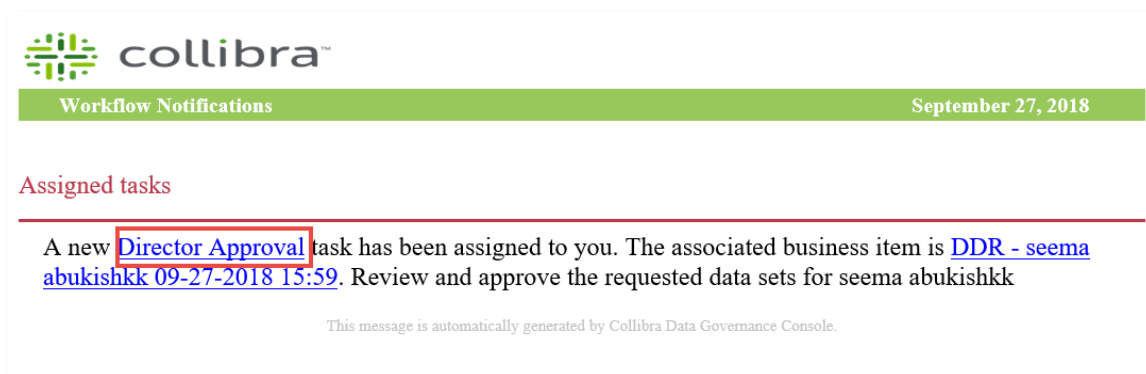 collibra™
Workflow Notifications September 27, 2018
Assigned tasks
A new Director Approval task has been assigned to you. The associated business item is DDR - seema
abukishkk 09-27-2018 15:59. Review and approve the requested data sets for seema abukishkk
This message is automatically generated by Collibra Data Governance Console.